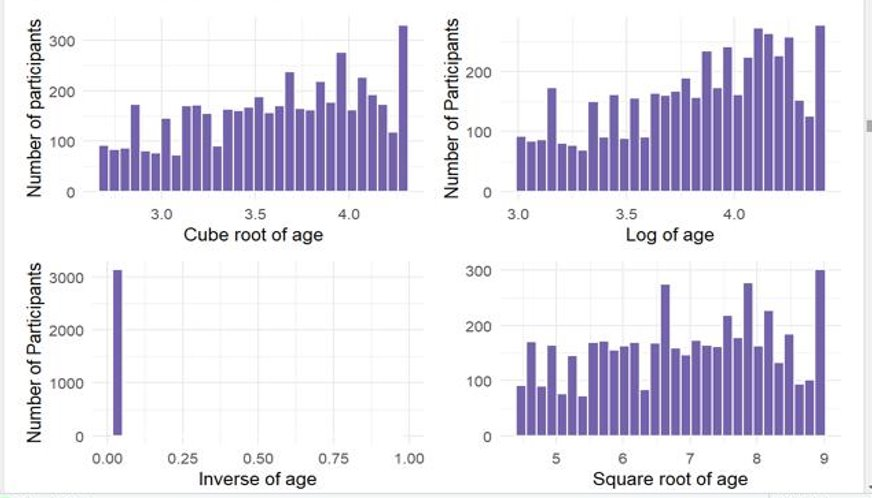 Number of participants
300
200
100
0
3.0 3.5 4.0
Cube root of age
Number of Participants
200
100
0
3.0 3.5 4.0
Log of age
Number of Participants
3000
2000
1000
0
0.00 0.25 0.50 0.75 1.00
Inverse of age
300
200
100
0
5 6 7 8 9
Square root of age